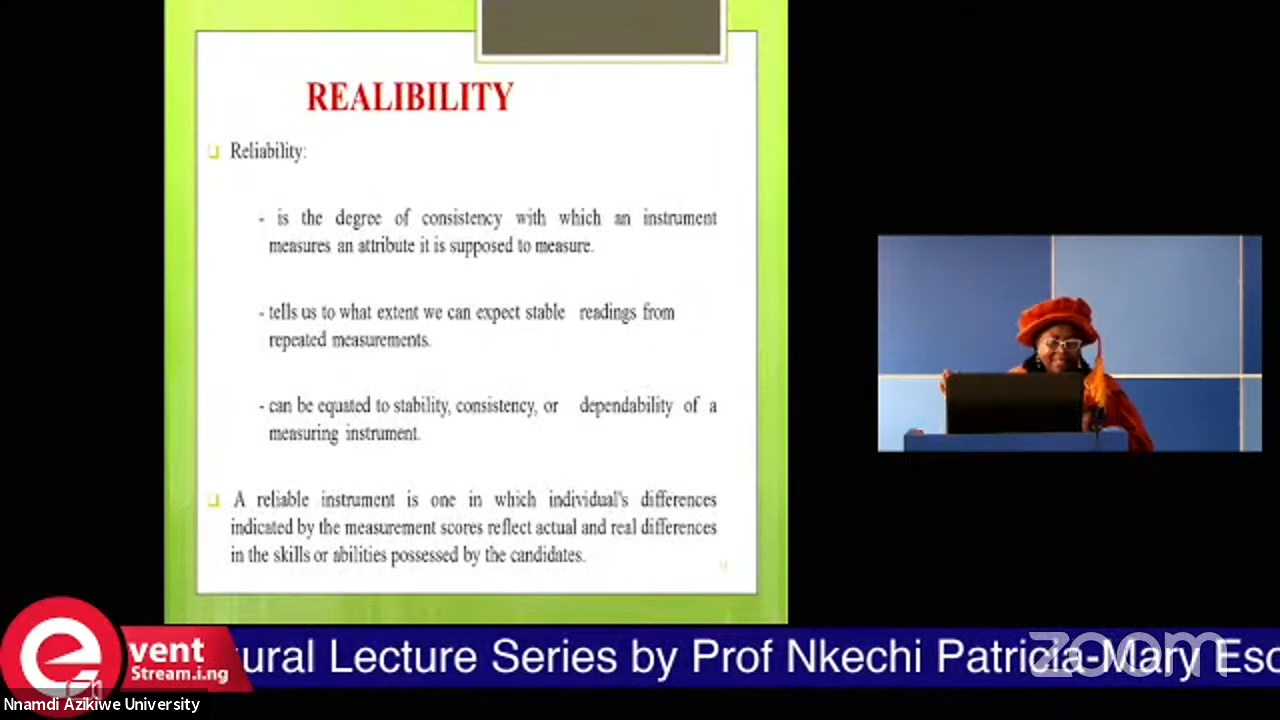 REALIBILITY
Reliability:
- is the degree of consistency with which an instrument
measures an attribute it is supposed to measure.
- tells us to what extent we can expect stable readings from
repeated measurements.
- can be equated to stability, consistency, or dependability of a
measuring instrument.
A reliable instrument is one in which individual's differences
indicated by the measurement scores reflect actual and real differences
in the skills or abilities possessed by the candidates.
event
Stream.i.ng
ural Lecture Series by Prof Nkechi Patricia-Mary Esc
zoom
Nnamdi Azikiwe University